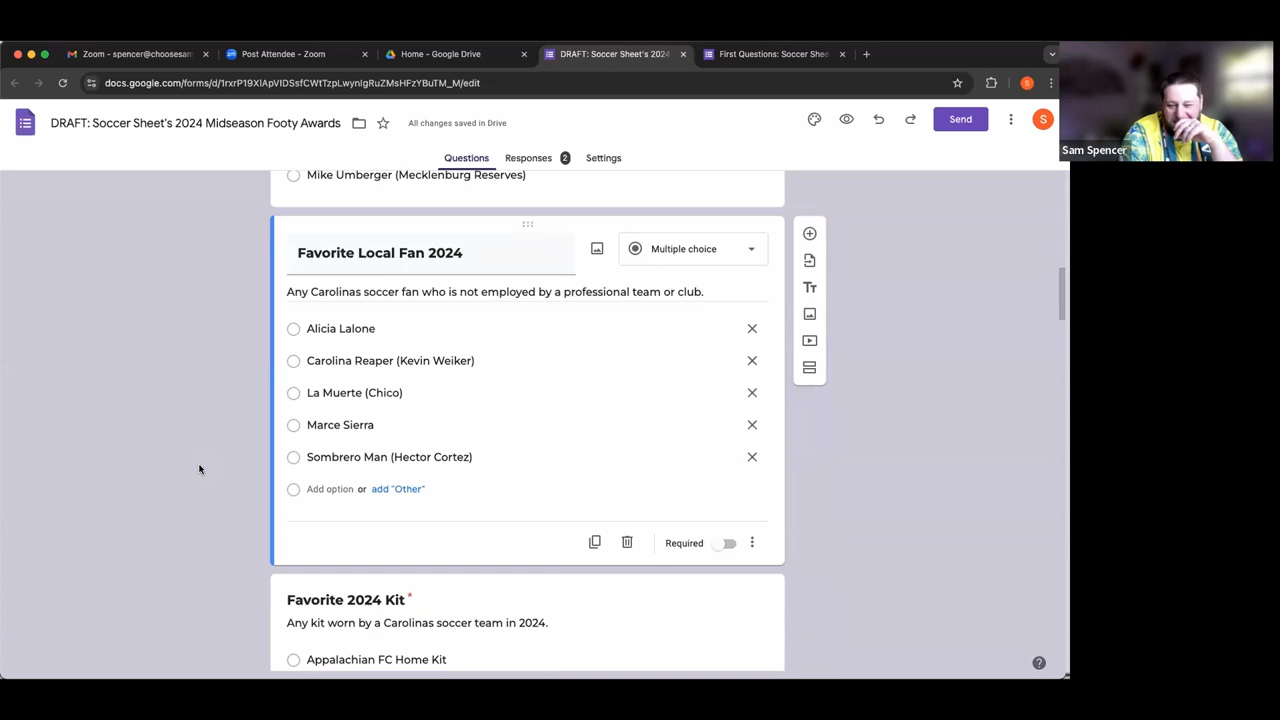 Zoom - spencer@choosesam
Post Attendee - Zoom
Home - Google Drive
DRAFT: Soccer Sheet's 2024
First Questions: Soccer Shee
docs.google.com/forms/d/1rxrP19XlApVIDSsfCWtTzpLwynlgRuZMsHFzYBuTM_M/edit
S
DRAFT: Soccer Sheet's 2024 Midseason Footy Awards
All changes saved in Drive
Send
S
Sam Spencer
Questions
Responses 2
Settings
Mike Umberger (Mecklenburg Reserves)
Favorite Local Fan 2024
Multiple choice
Any Carolinas soccer fan who is not employed by a professional team or club.
Alicia Lalone
Carolina Reaper (Kevin Weiker)
La Muerte (Chico)
Marce Sierra
Sombrero Man (Hector Cortez)
Add option or add "Other"
Required
Favorite 2024 Kit *
Any kit worn by a Carolinas soccer team in 2024.
Appalachian FC Home Kit